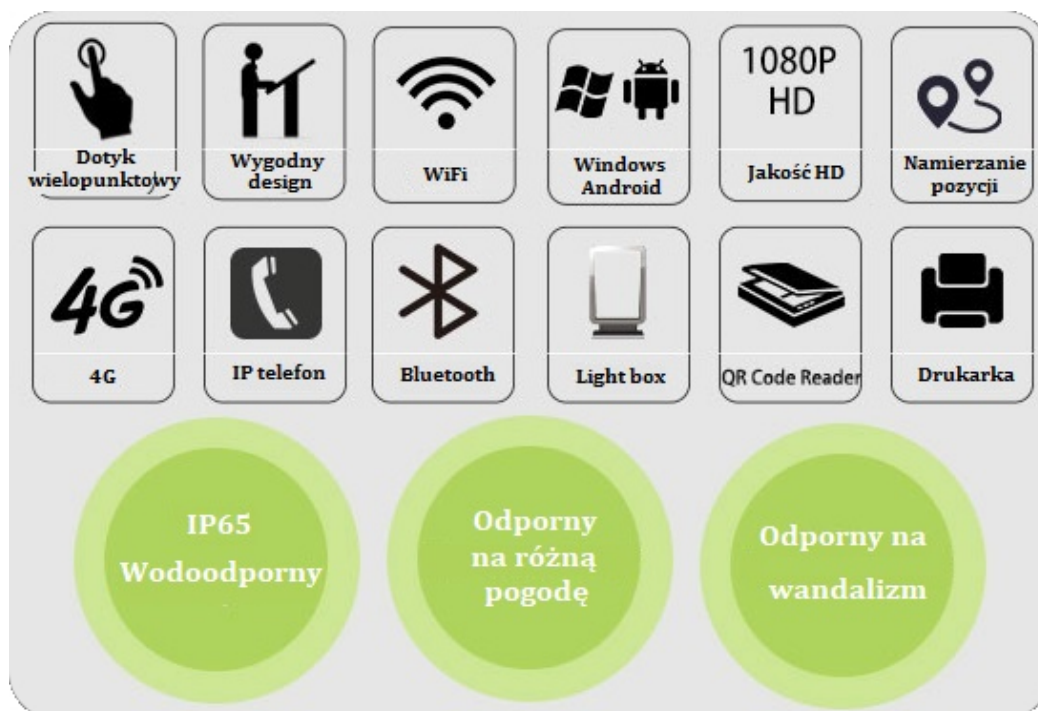 1080P
HD
Dotyk
wielopunktowy
Wygodny
design
WiFi
Windows
Android
Jakość HD
Namierzanie
pozycji
4G
4G
IP telefon
Bluetooth
Light box
QR Code Reader
Drukarka
IP65
Wodoodporny
Odporny
na różną
pogodę
Odporny na
wandalizm